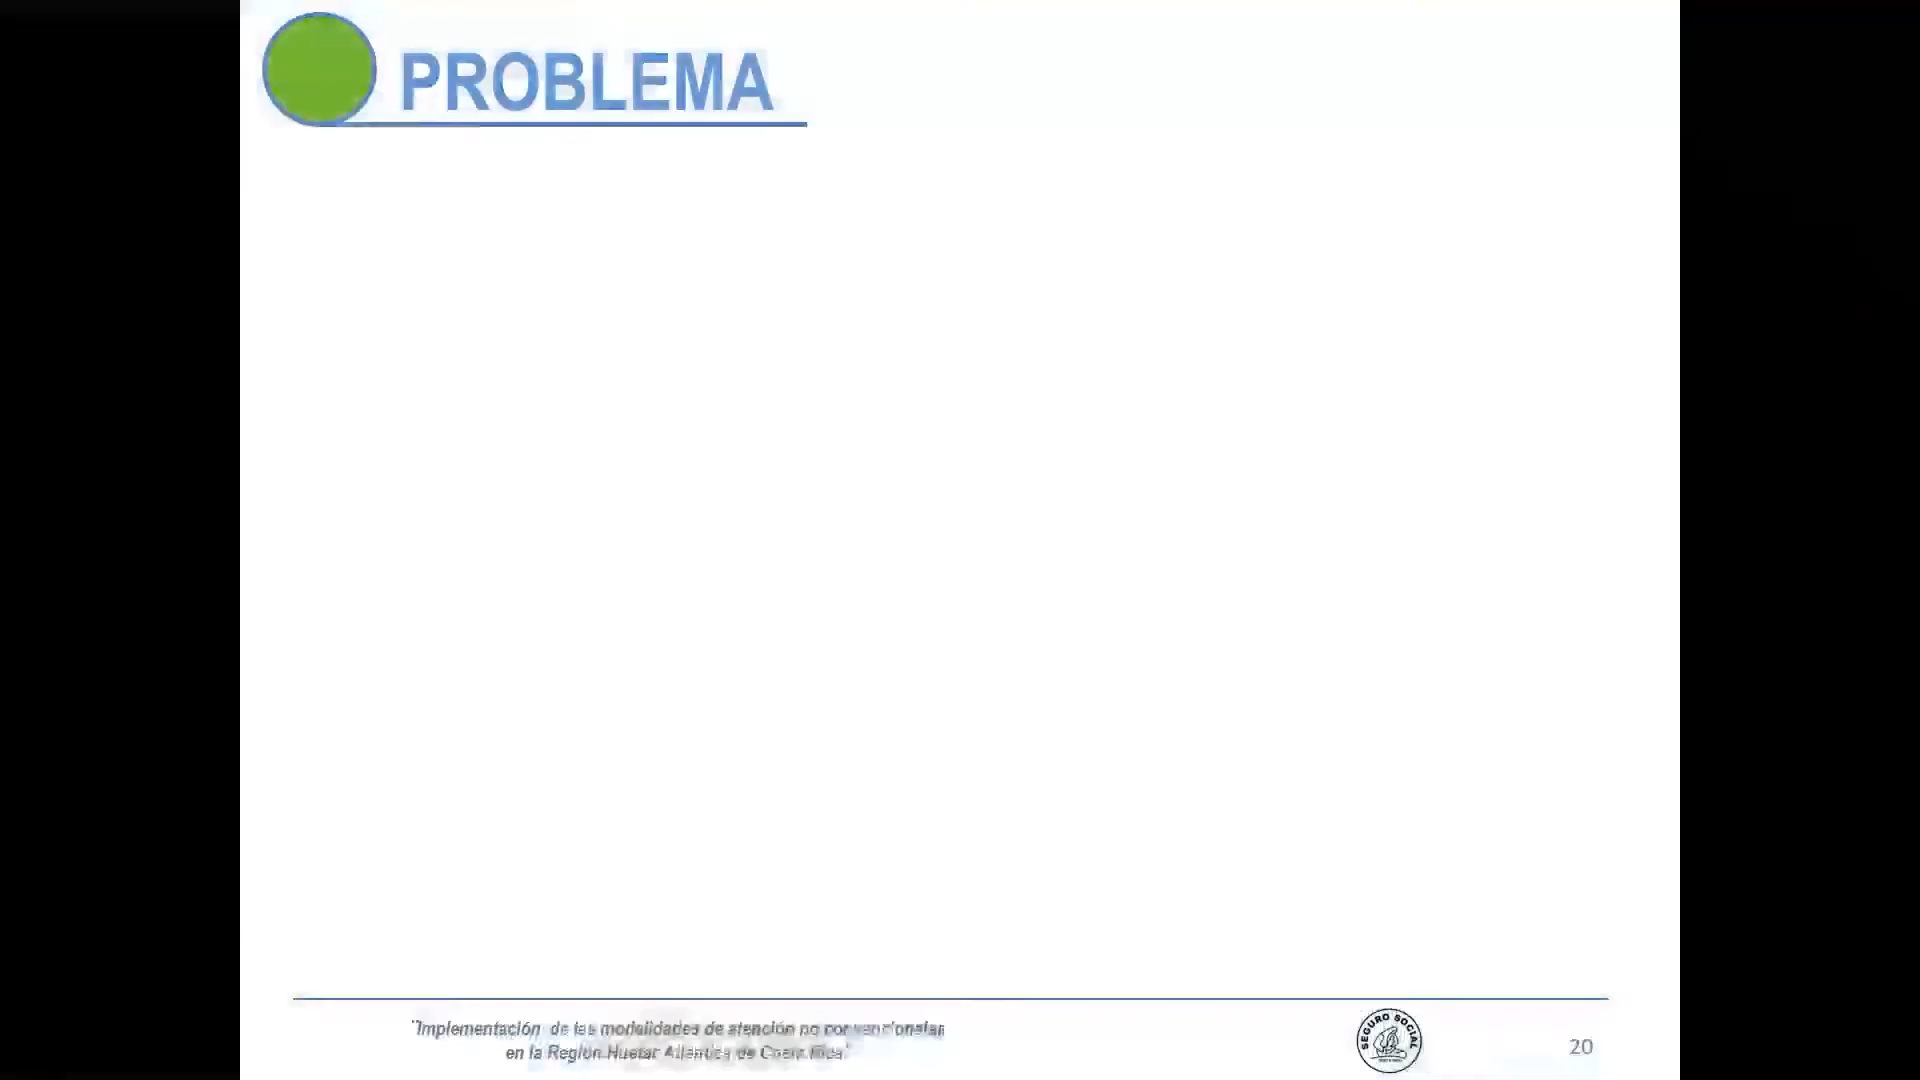 PROBLEMA
"Implementación de las modalidades de atención no convencionales
en la Región Huetar Atlántica de Costa Rica"
SEGURO SOCIAL
20